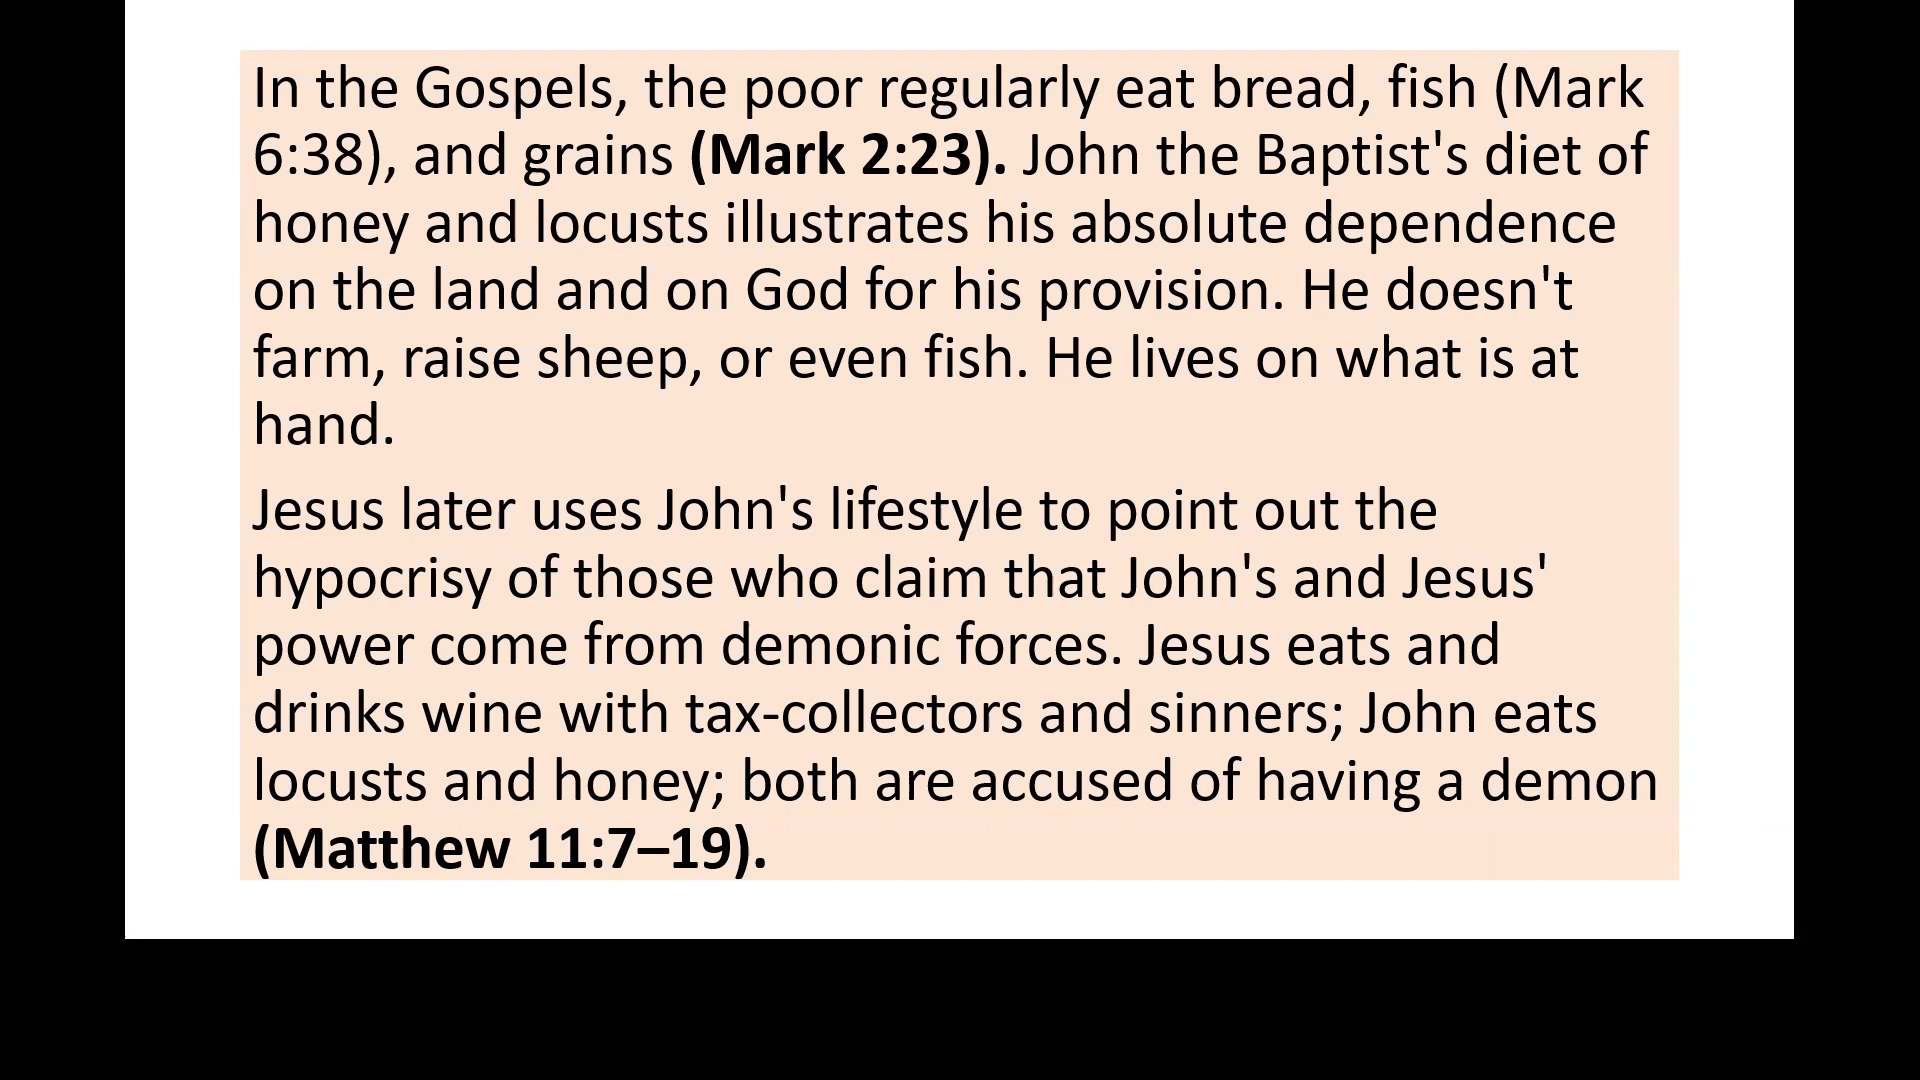 In the Gospels, the poor regularly eat bread, fish (Mark
6:38), and grains (Mark 2:23). John the Baptist's diet of
honey and locusts illustrates his absolute dependence
on the land and on God for his provision. He doesn't
farm, raise sheep, or even fish. He lives on what is at
hand.
Jesus later uses John's lifestyle to point out the
hypocrisy of those who claim that John's and Jesus'
power come from demonic forces. Jesus eats and
drinks wine with tax-collectors and sinners; John eats
locusts and honey; both are accused of having a demon
(Matthew 11:7–19).